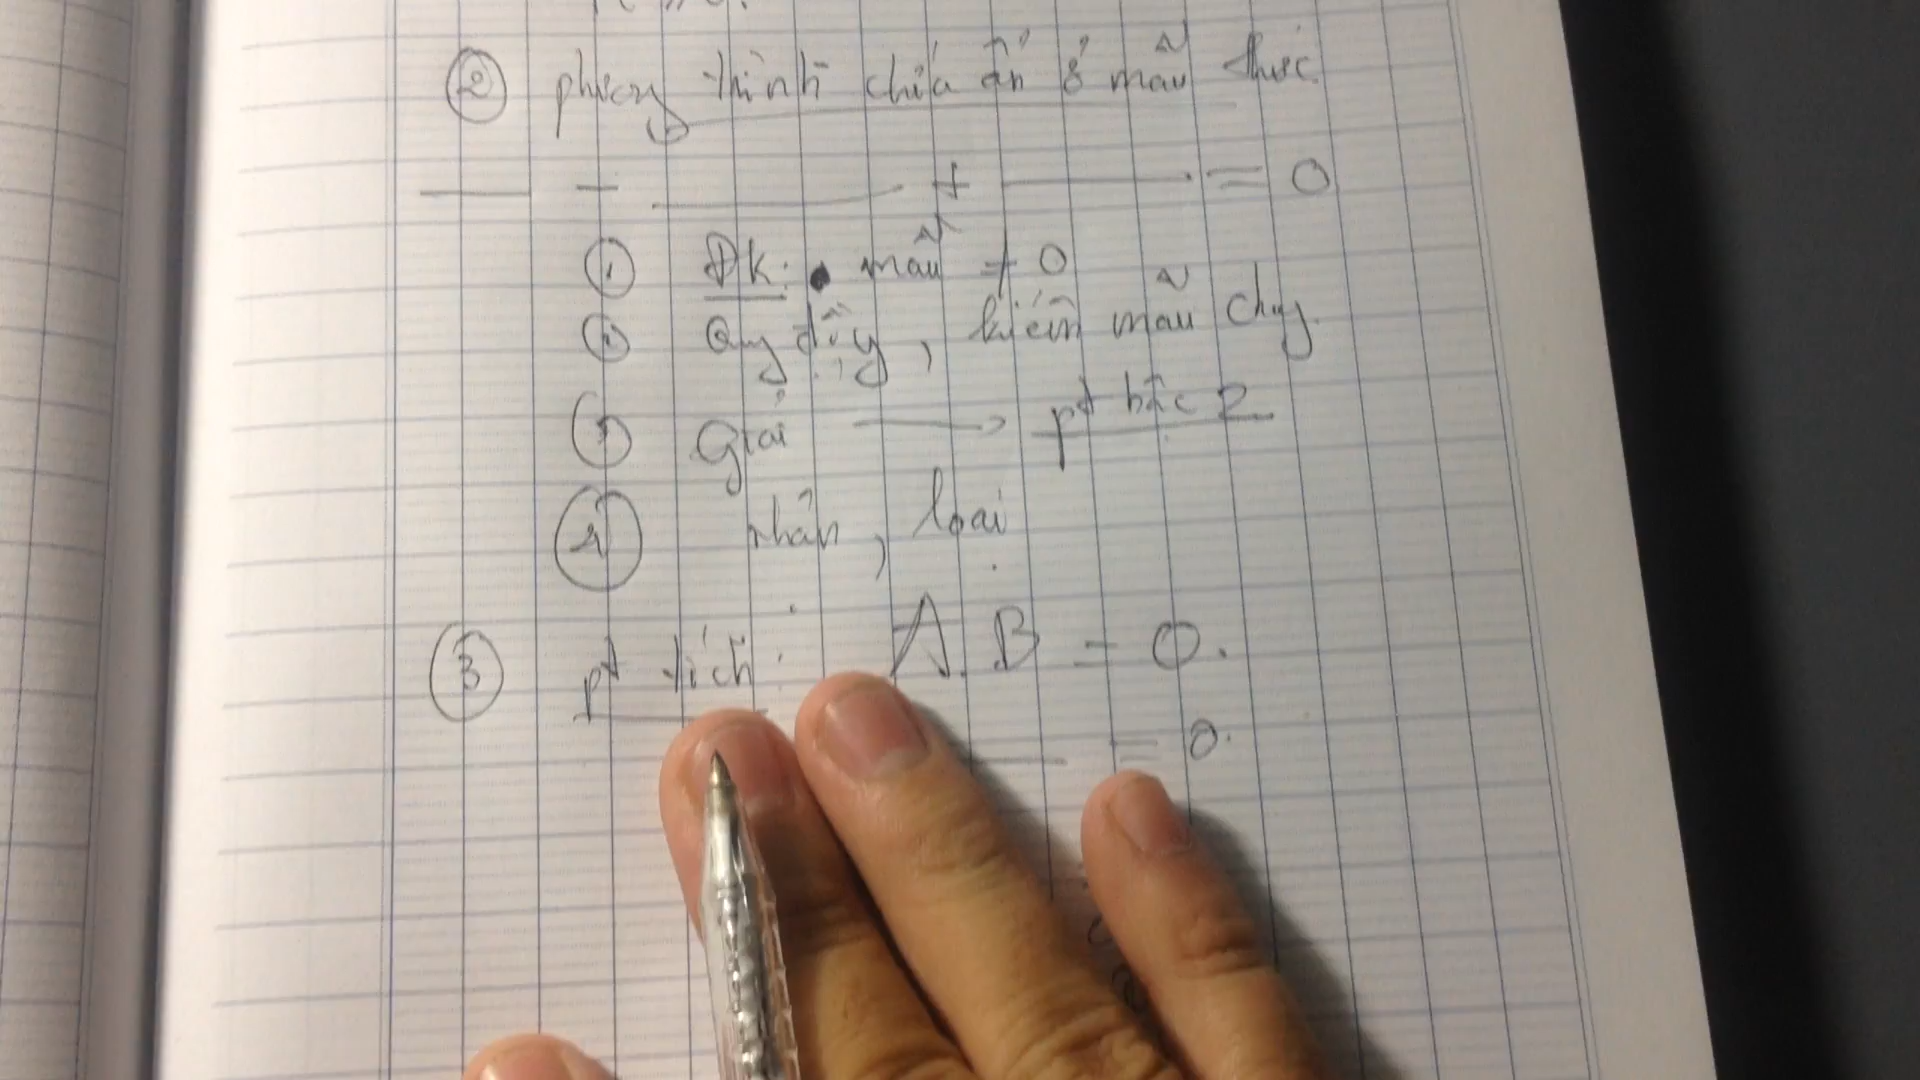 ② phương trình chứa ẩn ở mẫu thức.
— + — = 0
① Đk: mẫu ≠ 0
② Quy đồng, khử mẫu chung.
③ Giải → pt bậc 2
④ nhận, loại
③ pt tích: A.B = 0.
= 0.